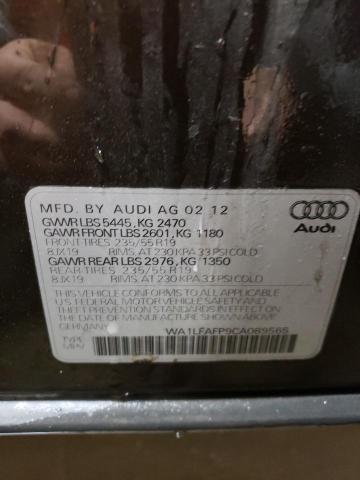 MFD. BY AUDI AG 02 12
Audi
GVWR LBS 5445, KG 2470
GAWR FRONT LBS 2601, KG 1180
FRONT TIRES 235/55 R19
8JX19 RIMS AT 230 KPA 33 PSI COLD
GAWR REAR LBS 2976, KG 1350
REAR TIRES 235/55 R19
8JX19 RIMS AT 230 KPA 33 PSI COLD
THIS VEHICLE CONFORMS TO ALL APPLICABLE
U.S. FEDERAL MOTOR VEHICLE SAFETY AND
THEFT PREVENTION STANDARDS IN EFFECT ON
THE DATE OF MANUFACTURE SHOWN ABOVE.
WA1LFAFP9CA089565
TYPE: MPV